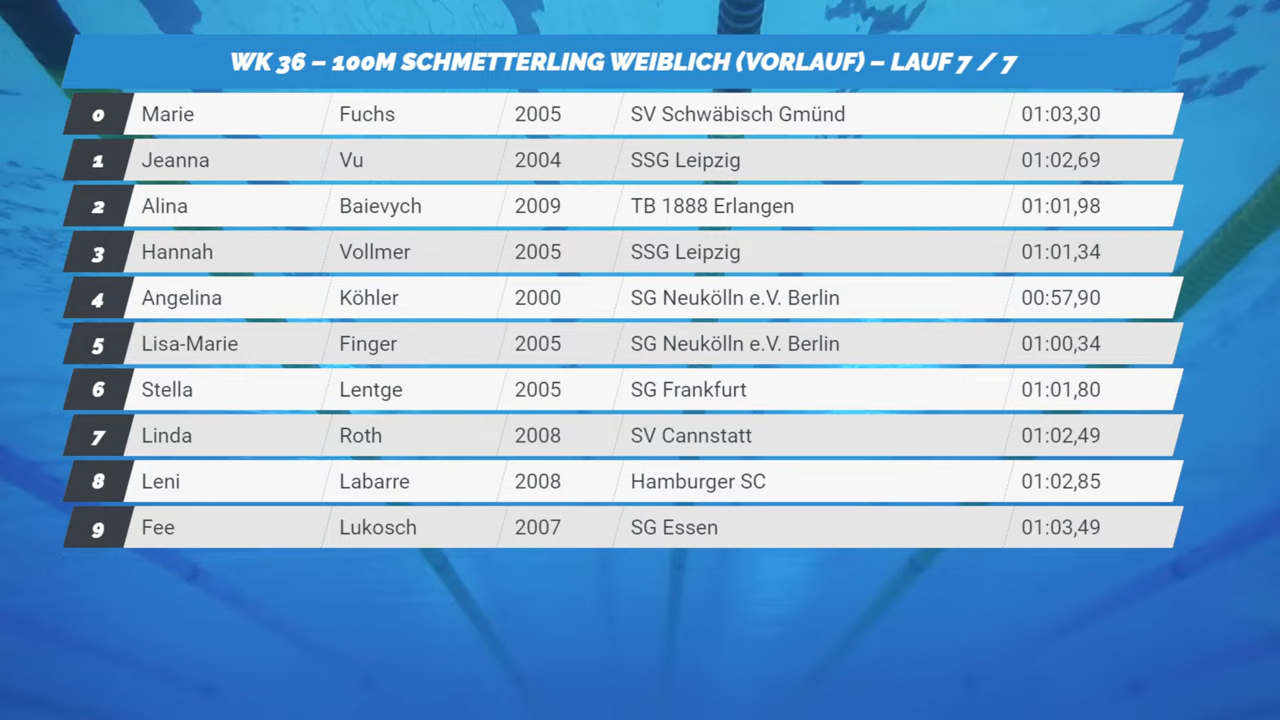 WK 36 – 100M SCHMETTERLING WEIBLICH (VORLAUF) – LAUF 7 / 7
0 Marie Fuchs 2005 SV Schwäbisch Gmünd 01:03,30
1 Jeanna Vu 2004 SSG Leipzig 01:02,69
2 Alina Baievych 2009 TB 1888 Erlangen 01:01,98
3 Hannah Vollmer 2005 SSG Leipzig 01:01,34
4 Angelina Köhler 2000 SG Neukölln e.V. Berlin 00:57,90
5 Lisa-Marie Finger 2005 SG Neukölln e.V. Berlin 01:00,34
6 Stella Lentge 2005 SG Frankfurt 01:01,80
7 Linda Roth 2008 SV Cannstatt 01:02,49
8 Leni Labarre 2008 Hamburger SC 01:02,85
9 Fee Lukosch 2007 SG Essen 01:03,49